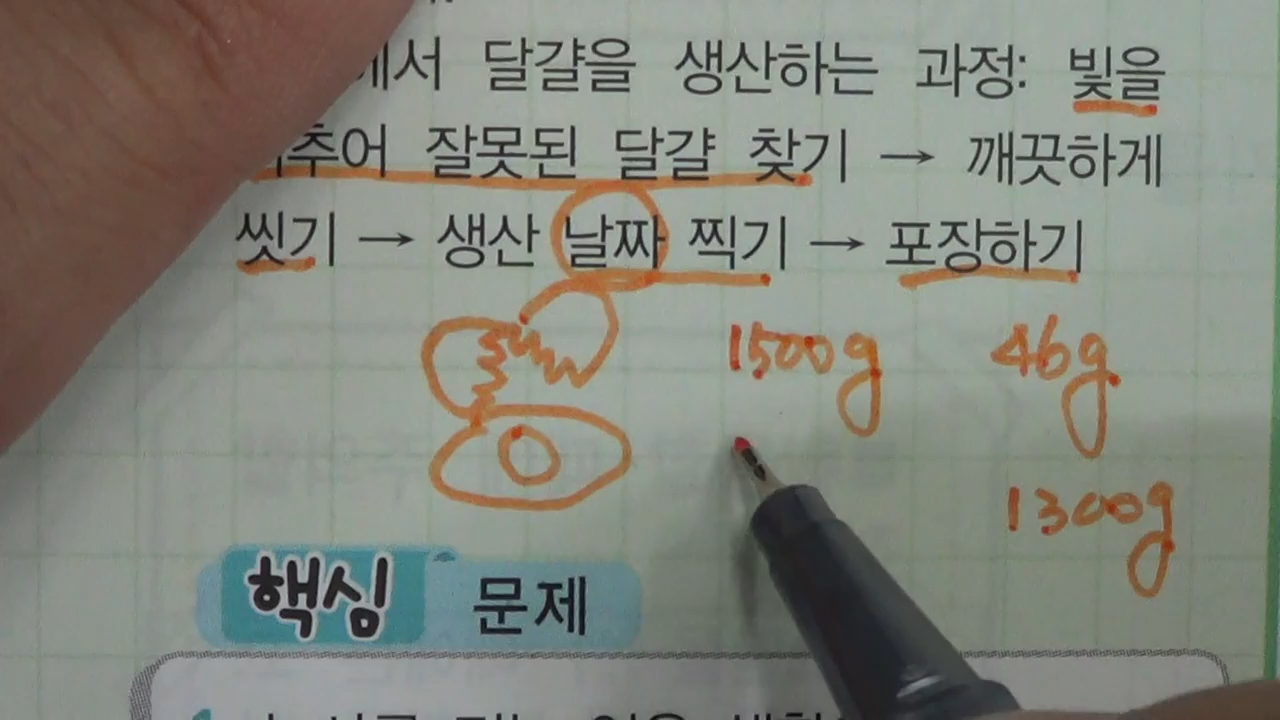 에서 달걀을 생산하는 과정: 빛을
추어 잘못된 달걀 찾기 → 깨끗하게
씻기 → 생산 날짜 찍기 → 포장하기
1500g 46g
1300g
핵심 문제